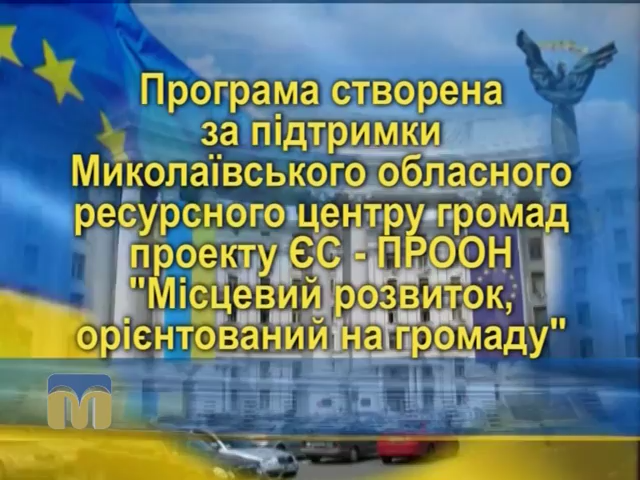 Програма створена
за підтримки
Миколаївського обласного
ресурсного центру громад
проекту ЄС - ПРООН
"Місцевий розвиток,
орієнтований на громаду"
М